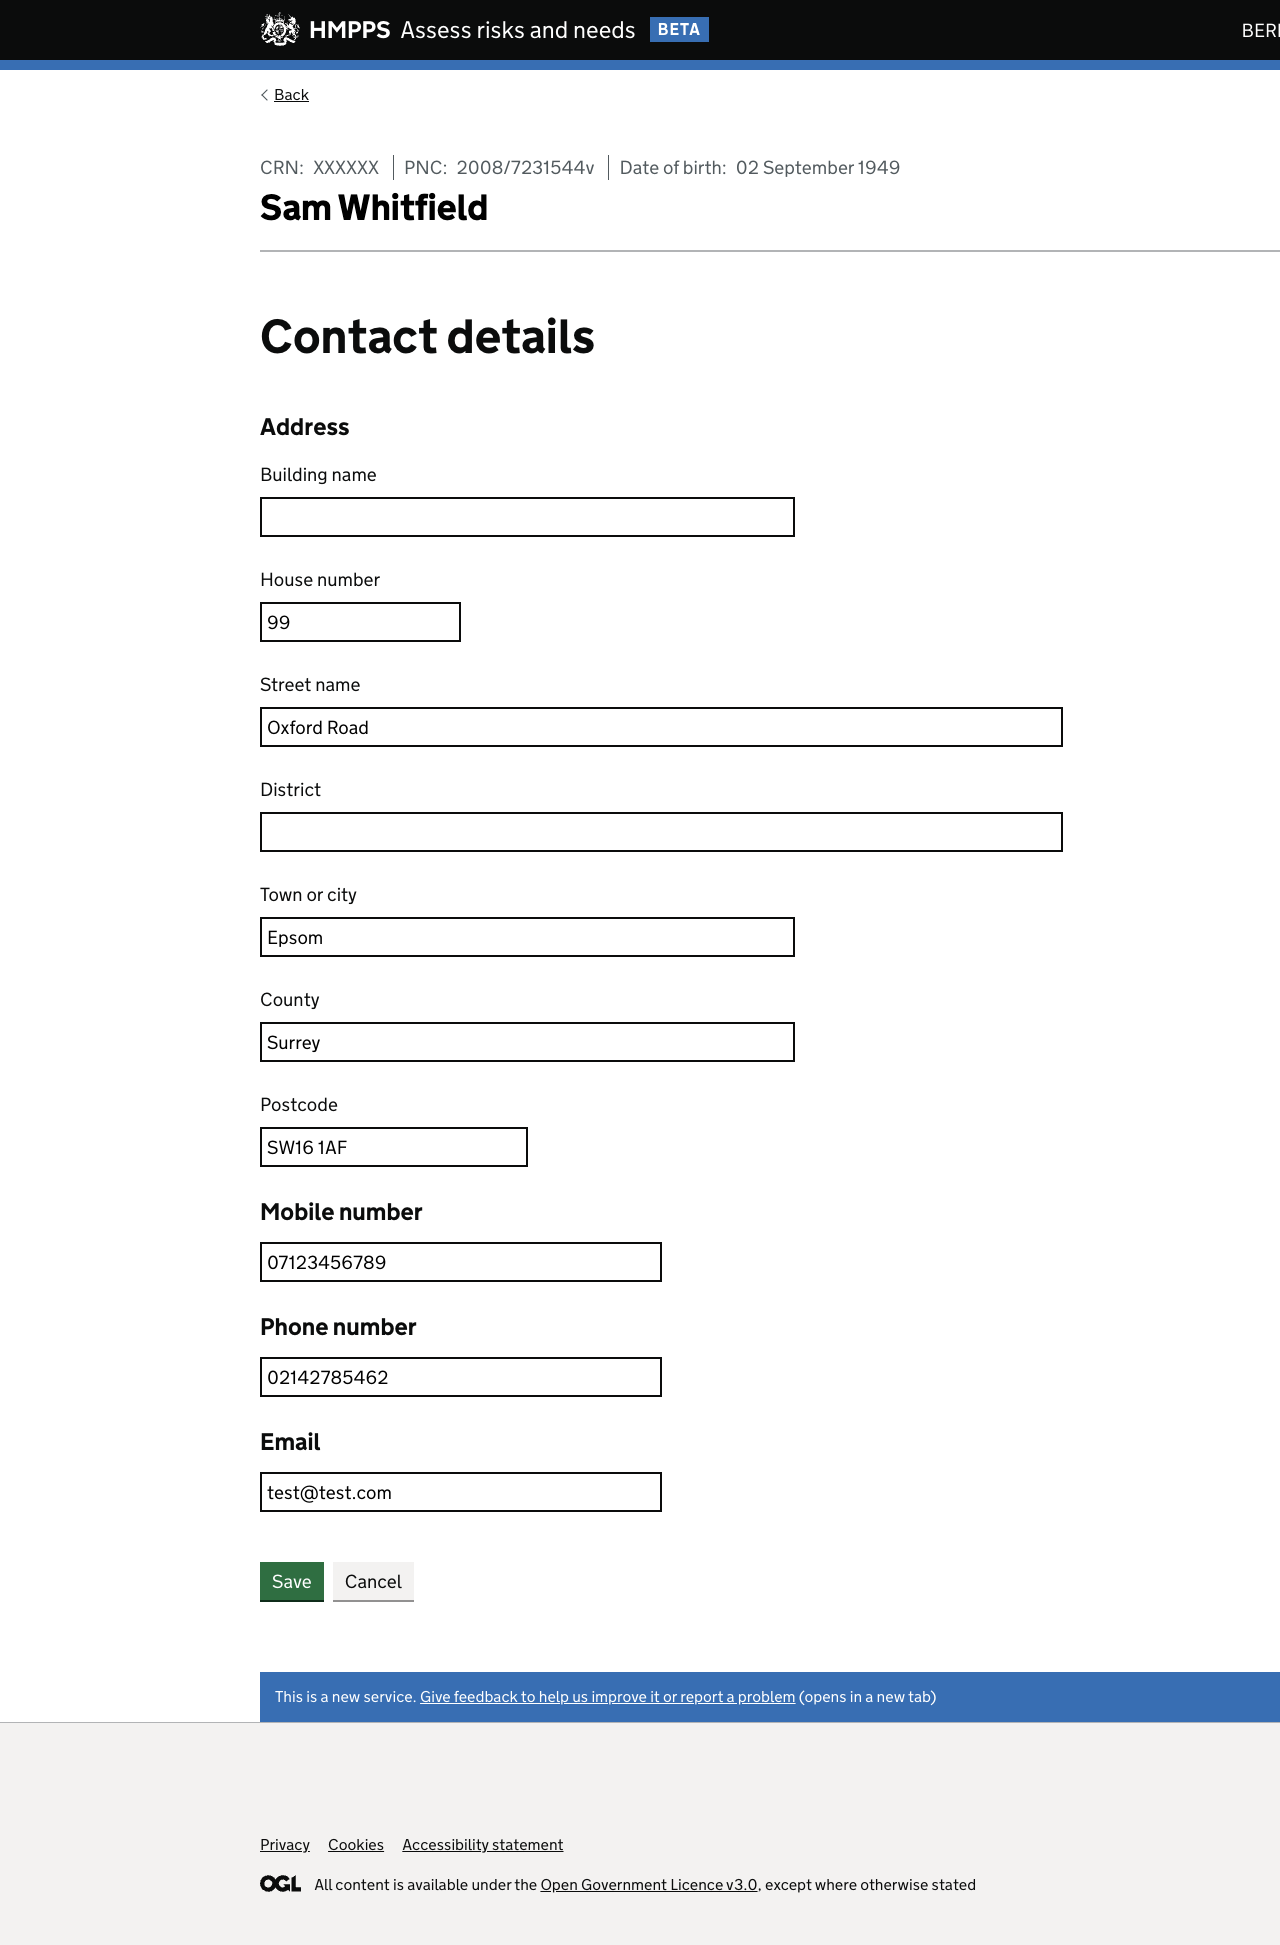 HMPPS Assess risks and needs BETA
Back
CRN: XXXXXX PNC: 2008/7231544v Date of birth: 02 September 1949
Sam Whitfield
Contact details
Address
Building name
House number
99
Street name
Oxford Road
District
Town or city
Epsom
County
Surrey
Postcode
SW16 1AF
Mobile number
07123456789
Phone number
02142785462
Email
test@test.com
Save Cancel
This is a new service. Give feedback to help us improve it or report a problem (opens in a new tab)
Privacy Cookies Accessibility statement
OGL All content is available under the Open Government Licence v3.0, except where otherwise stated